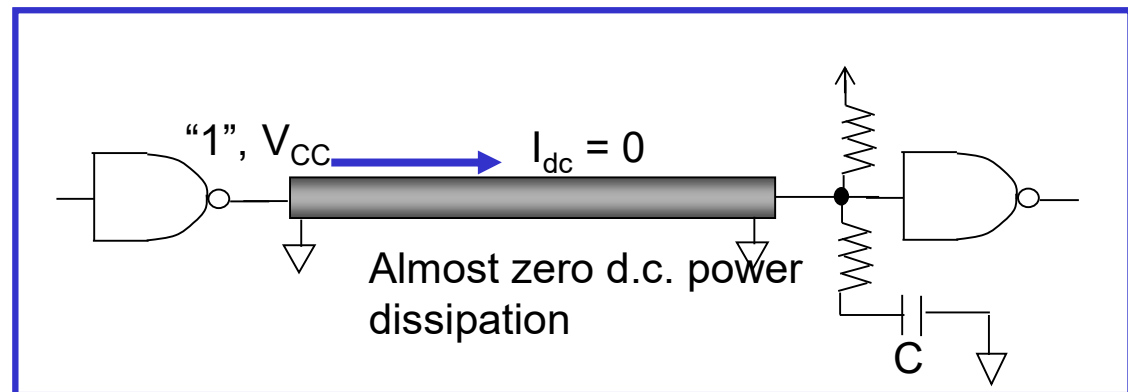 “1”, VCC
Idc = 0
Almost zero d.c. power
dissipation
C